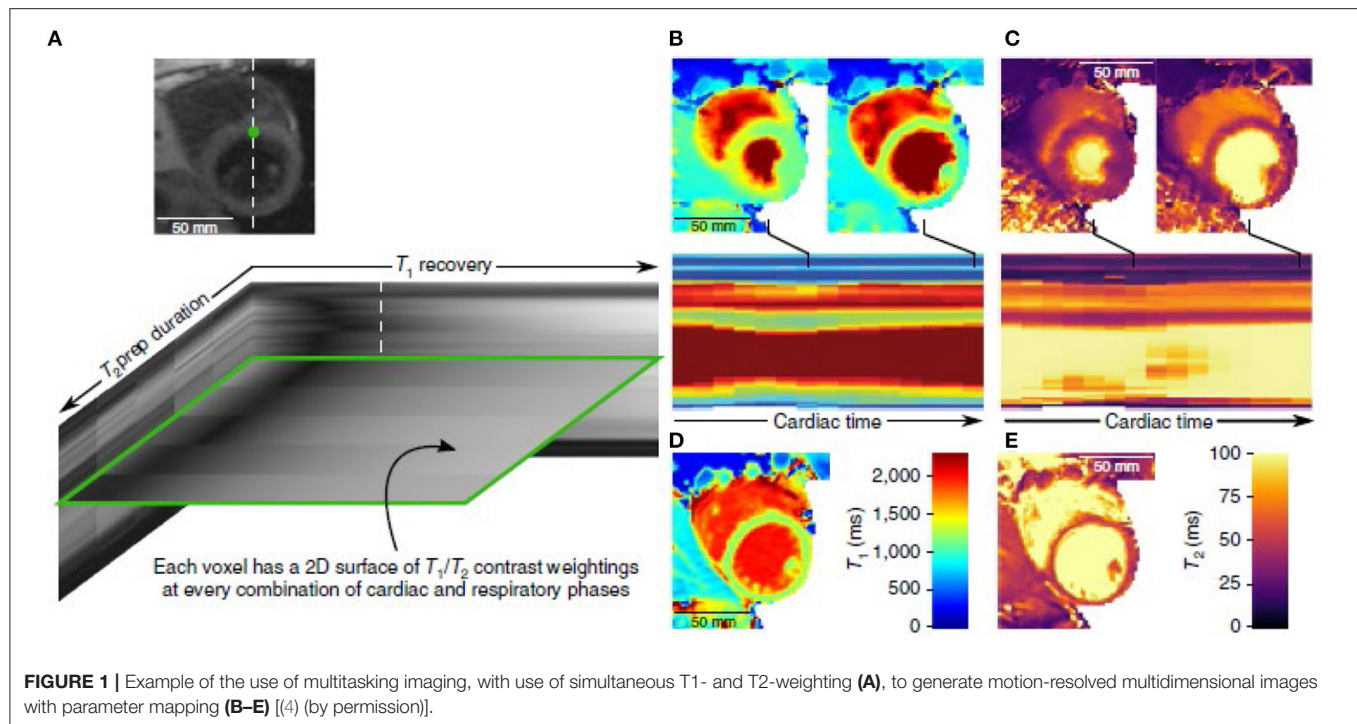 A
B
C
50 mm
50 mm
50 mm
T1 recovery
T2 prep duration
Each voxel has a 2D surface of T1/T2 contrast weightings
at every combination of cardiac and respiratory phases
Cardiac time
Cardiac time
D
E
50 mm
50 mm
2,000
1,500
1,000
500
0
T1 (ms)
100
75
50
25
0
T2 (ms)
FIGURE 1 | Example of the use of multitasking imaging, with use of simultaneous T1- and T2-weighting (A), to generate motion-resolved multidimensional images
with parameter mapping (B–E) [(4) (by permission)].